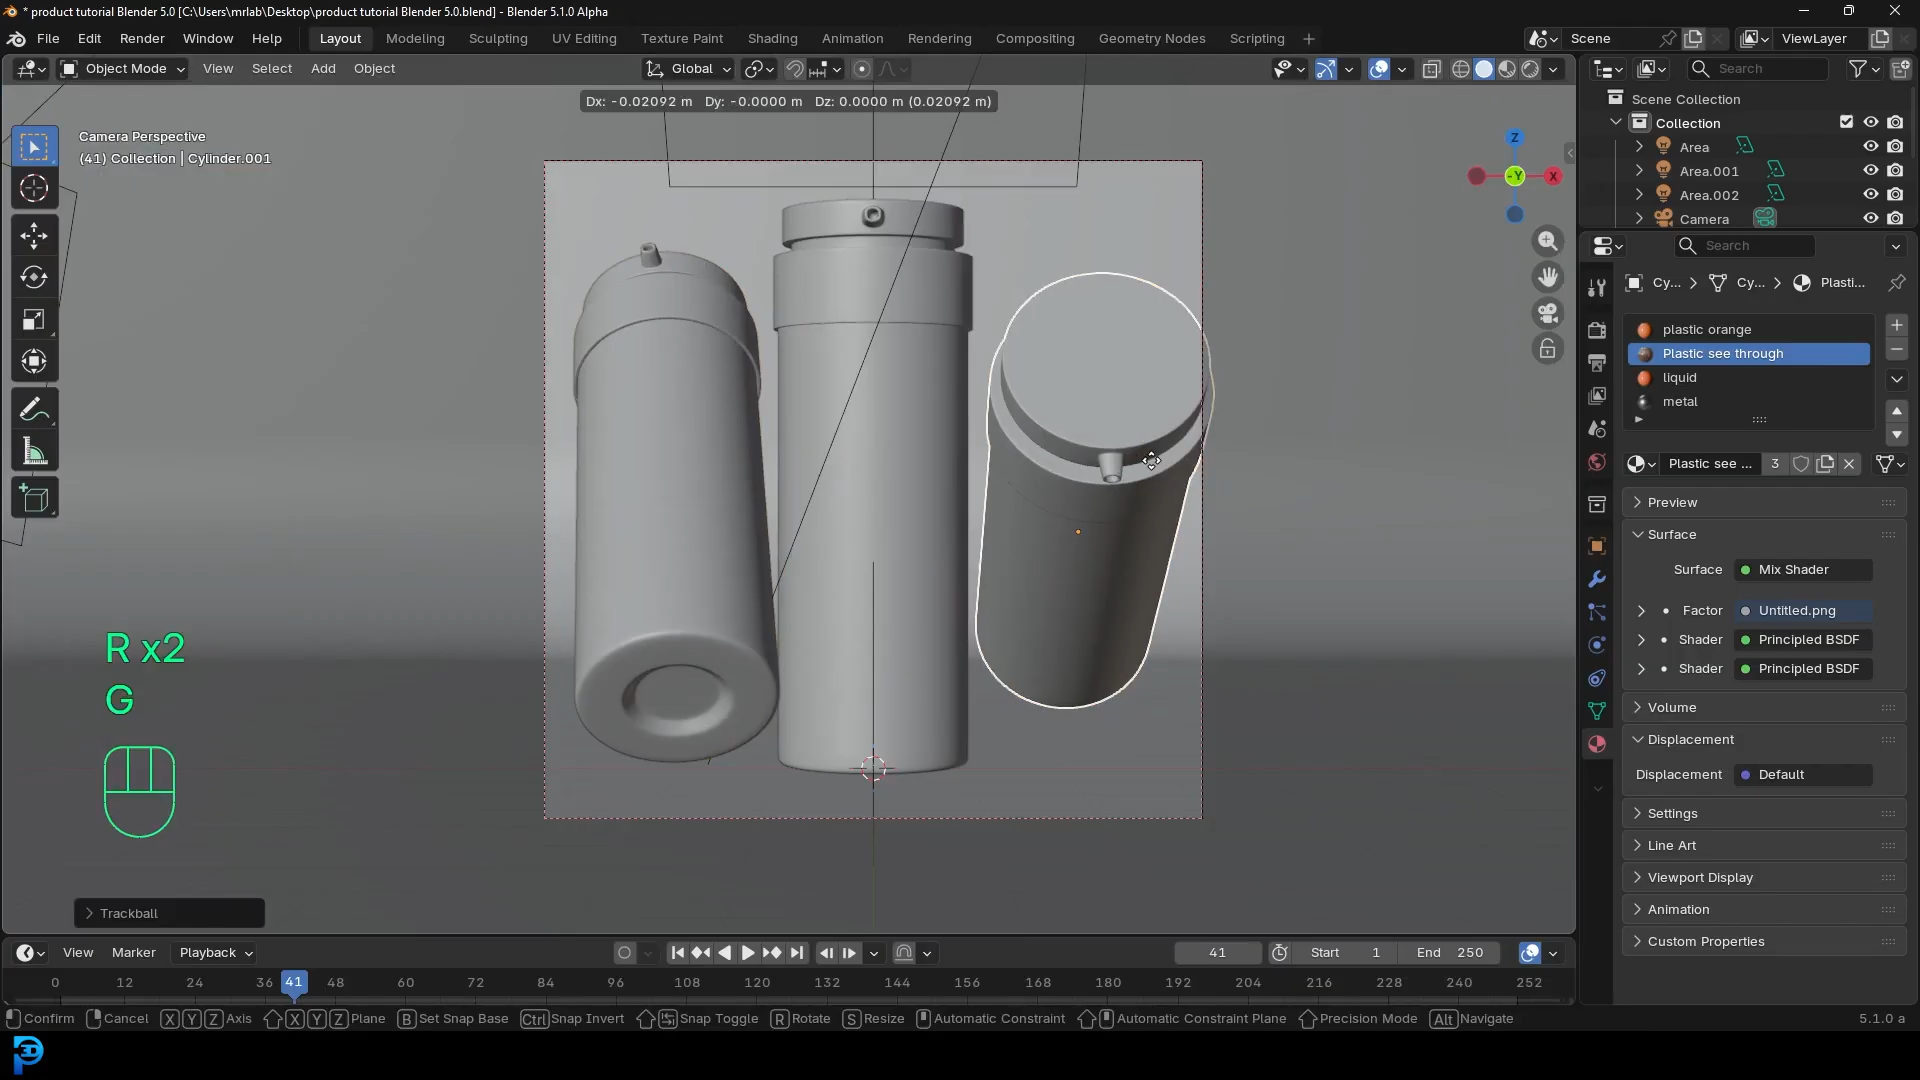 * product tutorial Blender 5.0 [C:\Users\mrlab\Desktop\product tutorial Blender 5.0.blend] - Blender 5.1.0 Alpha
File Edit Render Window Help
Layout Modeling Sculpting UV Editing Texture Paint Shading Animation Rendering Compositing Geometry Nodes Scripting
Scene
ViewLayer
Object Mode View Select Add Object
Global
Search
Dx: -0.02092 m Dy: -0.0000 m Dz: 0.0000 m (0.02092 m)
Camera Perspective
(41) Collection | Cylinder.001
Z
-Y
X
Scene Collection
Collection
Area
Area.001
Area.002
Camera
Search
Cy... Cy... Plasti...
plastic orange
Plastic see through
liquid
metal
Plastic see ... 3
Preview
Surface
Surface Mix Shader
Factor Untitled.png
Shader Principled BSDF
Shader Principled BSDF
Volume
Displacement
Displacement Default
Settings
Line Art
Viewport Display
Animation
Custom Properties
R x2
G
Trackball
View Marker Playback
41 Start 1 End 250
0 12 24 36 41 48 60 72 84 96 108 120 132 144 156 168 180 192 204 216 228 240 252
Confirm Cancel X Y Z Axis X Y Z Plane B Set Snap Base Ctrl Snap Invert Snap Toggle R Rotate S Resize Automatic Constraint Automatic Constraint Plane Precision Mode Alt Navigate
5.1.0 a